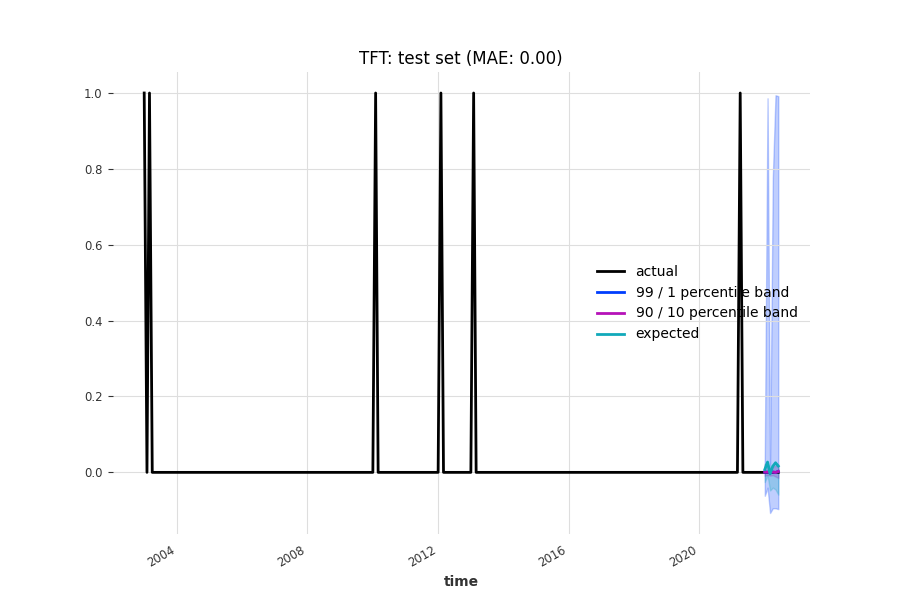 TFT: test set (MAE: 0.00)
1.0
0.8
0.6
0.4
0.2
0.0
actual
99 / 1 percentile band
90 / 10 percentile band
expected
2004
2008
2012
2016
2020
time